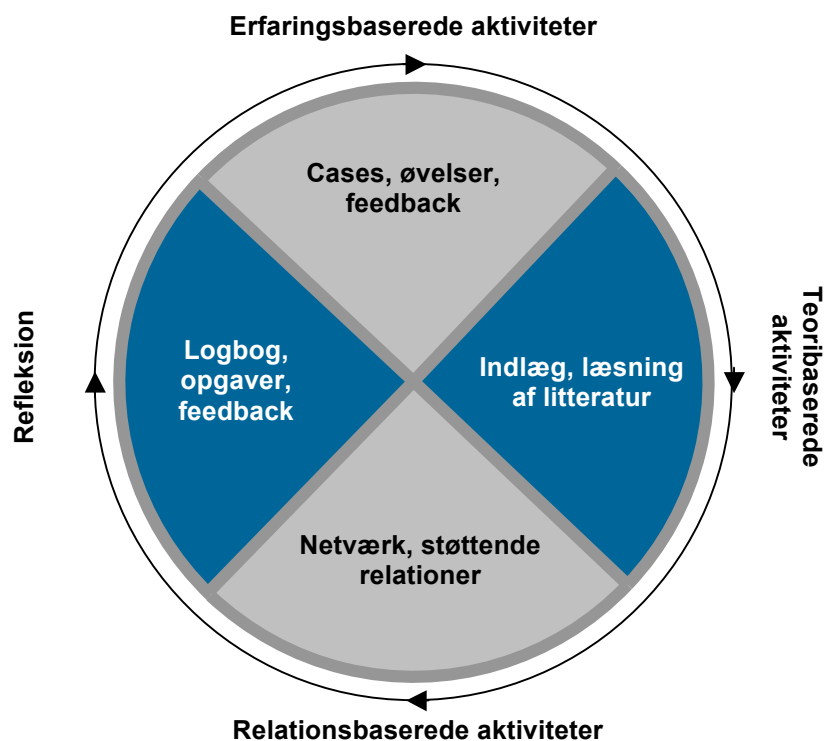 Erfaringsbaserede aktiviteter
Cases, øvelser,
feedback
Logbog,
opgaver,
feedback
Indlæg, læsning
af litteratur
Netværk, støttende
relationer
Refleksion
Teoribaserede
aktiviteter
Relationsbaserede aktiviteter